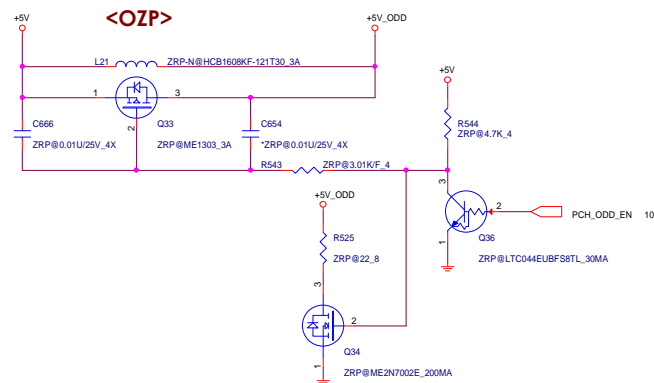 <OZP>
+5V
+5V_ODD
L21
ZRP-N@HCB1608KF-121T30_3A
1
3
2
Q33
ZRP@ME1303_3A
C666
ZRP@0.01U/25V_4X
C654
*ZRP@0.01U/25V_4X
+5V
R544
ZRP@4.7K_4
R543
ZRP@3.01K/F_4
3
2
1
Q36
ZRP@LTC044EUBFS8TL_30MA
PCH_ODD_EN 10
+5V_ODD
R525
ZRP@22_8
3
2
1
Q34
ZRP@ME2N7002E_200MA